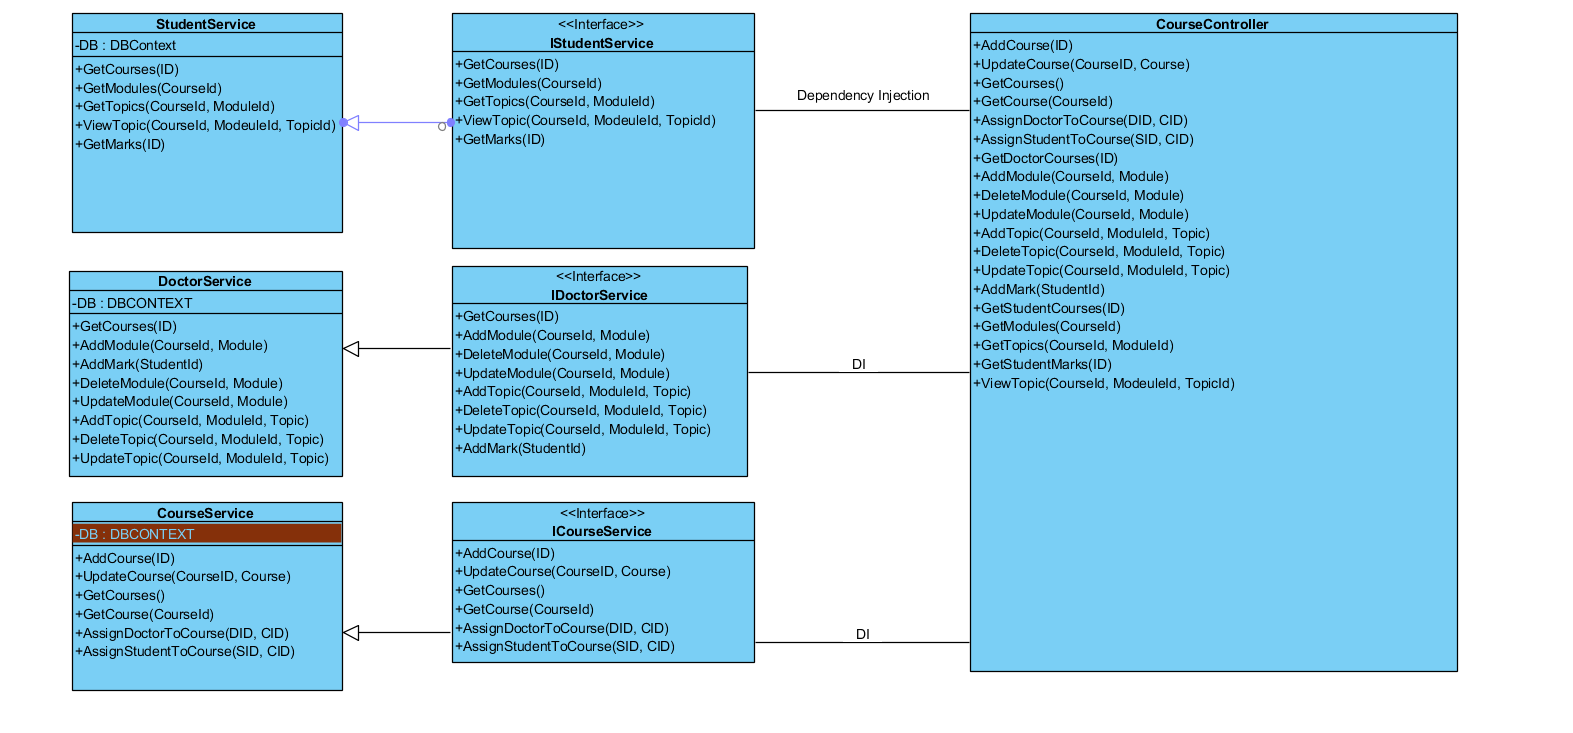 StudentService
-DB : DBContext
+GetCourses(ID)
+GetModules(CourseId)
+GetTopics(CourseId, ModuleId)
+ViewTopic(CourseId, ModeuleId, TopicId)
+GetMarks(ID)
<<Interface>>
IStudentService
+GetCourses(ID)
+GetModules(CourseId)
+GetTopics(CourseId, ModuleId)
+ViewTopic(CourseId, ModeuleId, TopicId)
+GetMarks(ID)
Dependency Injection
CourseController
+AddCourse(ID)
+UpdateCourse(CourseID, Course)
+GetCourses()
+GetCourse(CourseId)
+AssignDoctorToCourse(DID, CID)
+AssignStudentToCourse(SID, CID)
+GetDoctorCourses(ID)
+AddModule(CourseId, Module)
+DeleteModule(CourseId, Module)
+UpdateModule(CourseId, Module)
+AddTopic(CourseId, ModuleId, Topic)
+DeleteTopic(CourseId, ModuleId, Topic)
+UpdateTopic(CourseId, ModuleId, Topic)
+AddMark(StudentId)
+GetStudentCourses(ID)
+GetModules(CourseId)
+GetTopics(CourseId, ModuleId)
+GetStudentMarks(ID)
+ViewTopic(CourseId, ModeuleId, TopicId)
DoctorService
-DB : DBCONTEXT
+GetCourses(ID)
+AddModule(CourseId, Module)
+AddMark(StudentId)
+DeleteModule(CourseId, Module)
+UpdateModule(CourseId, Module)
+AddTopic(CourseId, ModuleId, Topic)
+DeleteTopic(CourseId, ModuleId, Topic)
+UpdateTopic(CourseId, ModuleId, Topic)
<<Interface>>
IDoctorService
+GetCourses(ID)
+AddModule(CourseId, Module)
+DeleteModule(CourseId, Module)
+UpdateModule(CourseId, Module)
+AddTopic(CourseId, ModuleId, Topic)
+DeleteTopic(CourseId, ModuleId, Topic)
+UpdateTopic(CourseId, ModuleId, Topic)
+AddMark(StudentId)
DI
CourseService
-DB : DBCONTEXT
+AddCourse(ID)
+UpdateCourse(CourseID, Course)
+GetCourses()
+GetCourse(CourseId)
+AssignDoctorToCourse(DID, CID)
+AssignStudentToCourse(SID, CID)
<<Interface>>
ICourseService
+AddCourse(ID)
+UpdateCourse(CourseID, Course)
+GetCourses()
+GetCourse(CourseId)
+AssignDoctorToCourse(DID, CID)
+AssignStudentToCourse(SID, CID)
DI